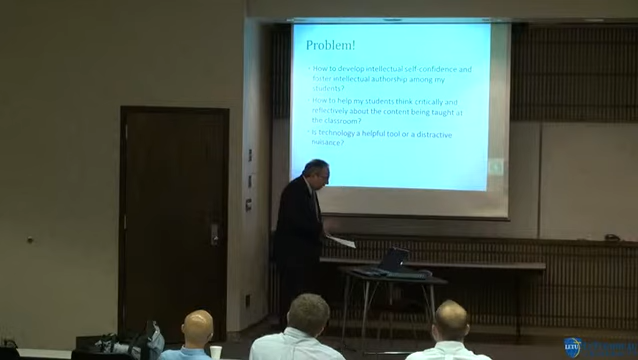 Problem!
How to develop intellectual self-confidence and
foster intellectual authorship among my
students?
How to help my students think critically and
reflectively about the content being taught at
the classroom?
Is technology a helpful tool or a distractive
nuisance?